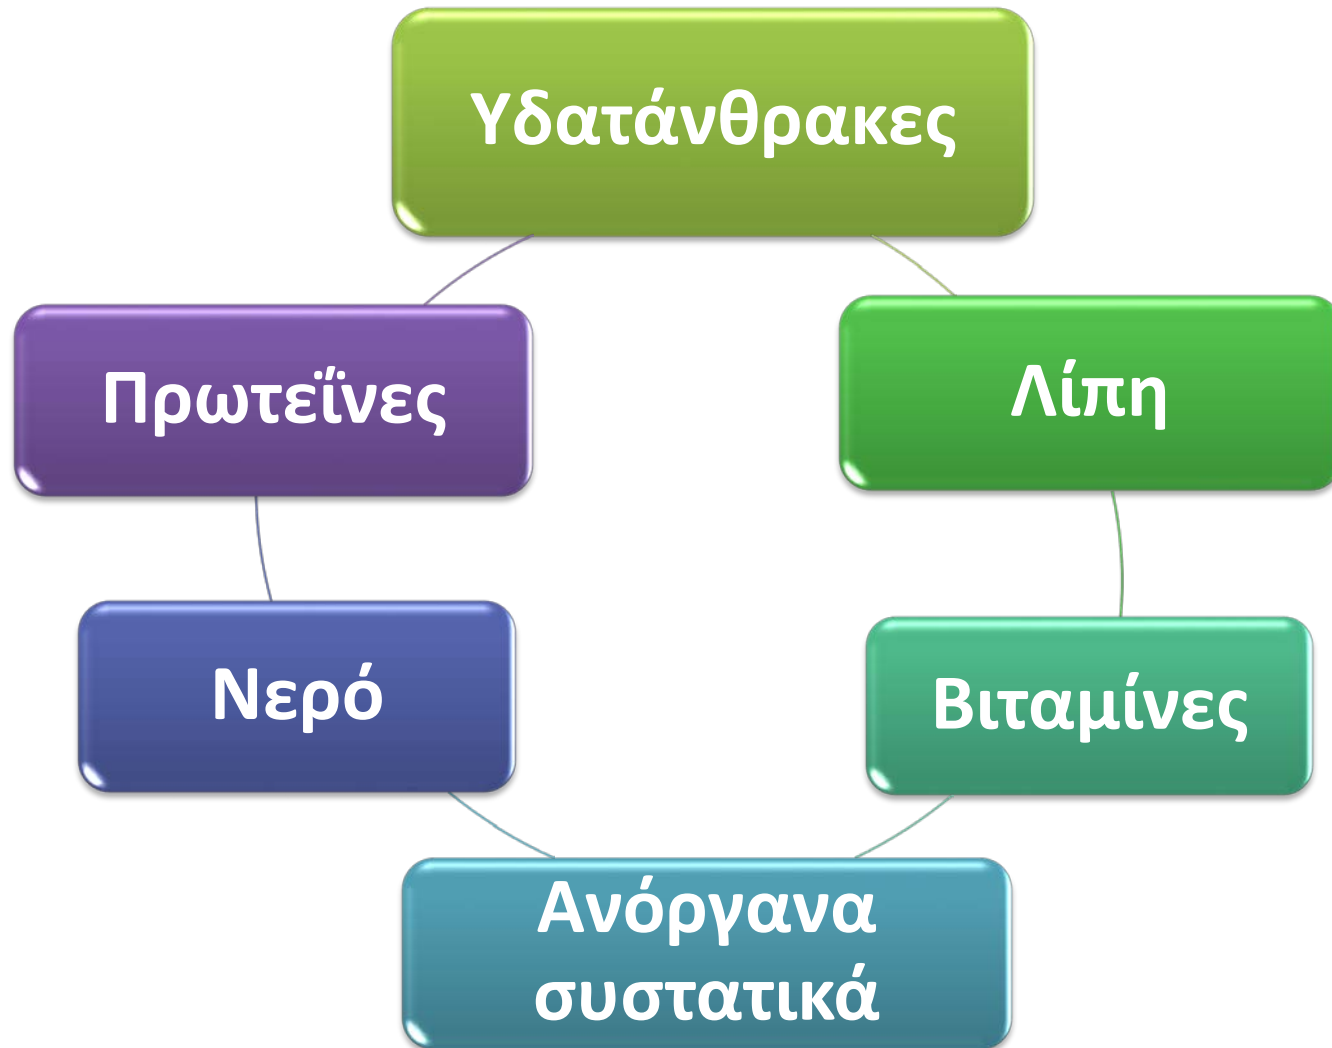 Υδατάνθρακες
Πρωτεΐνες
Λίπη
Νερό
Βιταμίνες
Ανόργανα
συστατικά